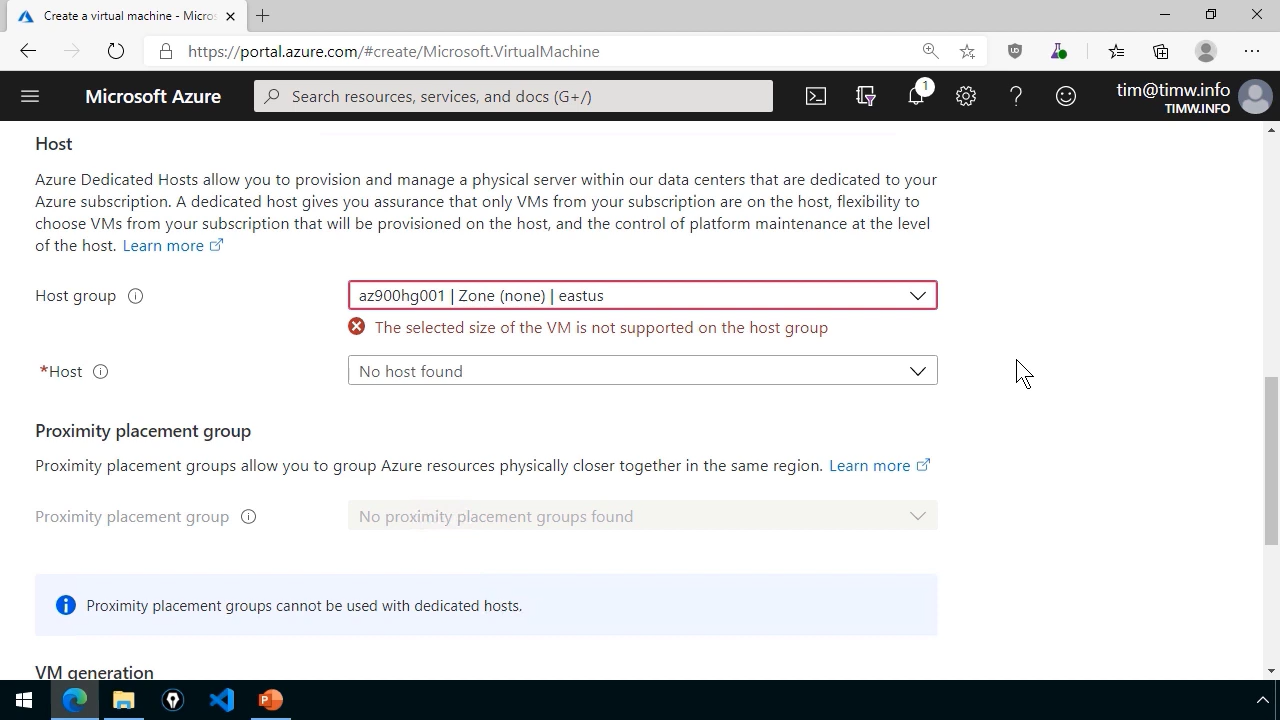 Create a virtual machine - Micros
https://portal.azure.com/#create/Microsoft.VirtualMachine
Microsoft Azure
Search resources, services, and docs (G+/)
1
tim@timw.info
TIMW.INFO
Host
Azure Dedicated Hosts allow you to provision and manage a physical server within our data centers that are dedicated to your
Azure subscription. A dedicated host gives you assurance that only VMs from your subscription are on the host, flexibility to
choose VMs from your subscription that will be provisioned on the host, and the control of platform maintenance at the level
of the host. Learn more
Host group
az900hg001 | Zone (none) | eastus
The selected size of the VM is not supported on the host group
*Host
No host found
Proximity placement group
Proximity placement groups allow you to group Azure resources physically closer together in the same region. Learn more
Proximity placement group
No proximity placement groups found
Proximity placement groups cannot be used with dedicated hosts.
VM generation